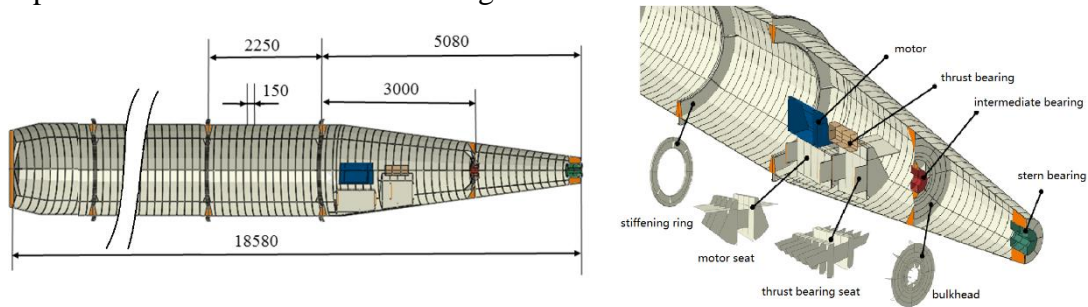 2250
5080
150
3000
18580
motor
thrust bearing
intermediate bearing
stern bearing
stiffening ring
motor seat
thrust bearing seat
bulkhead